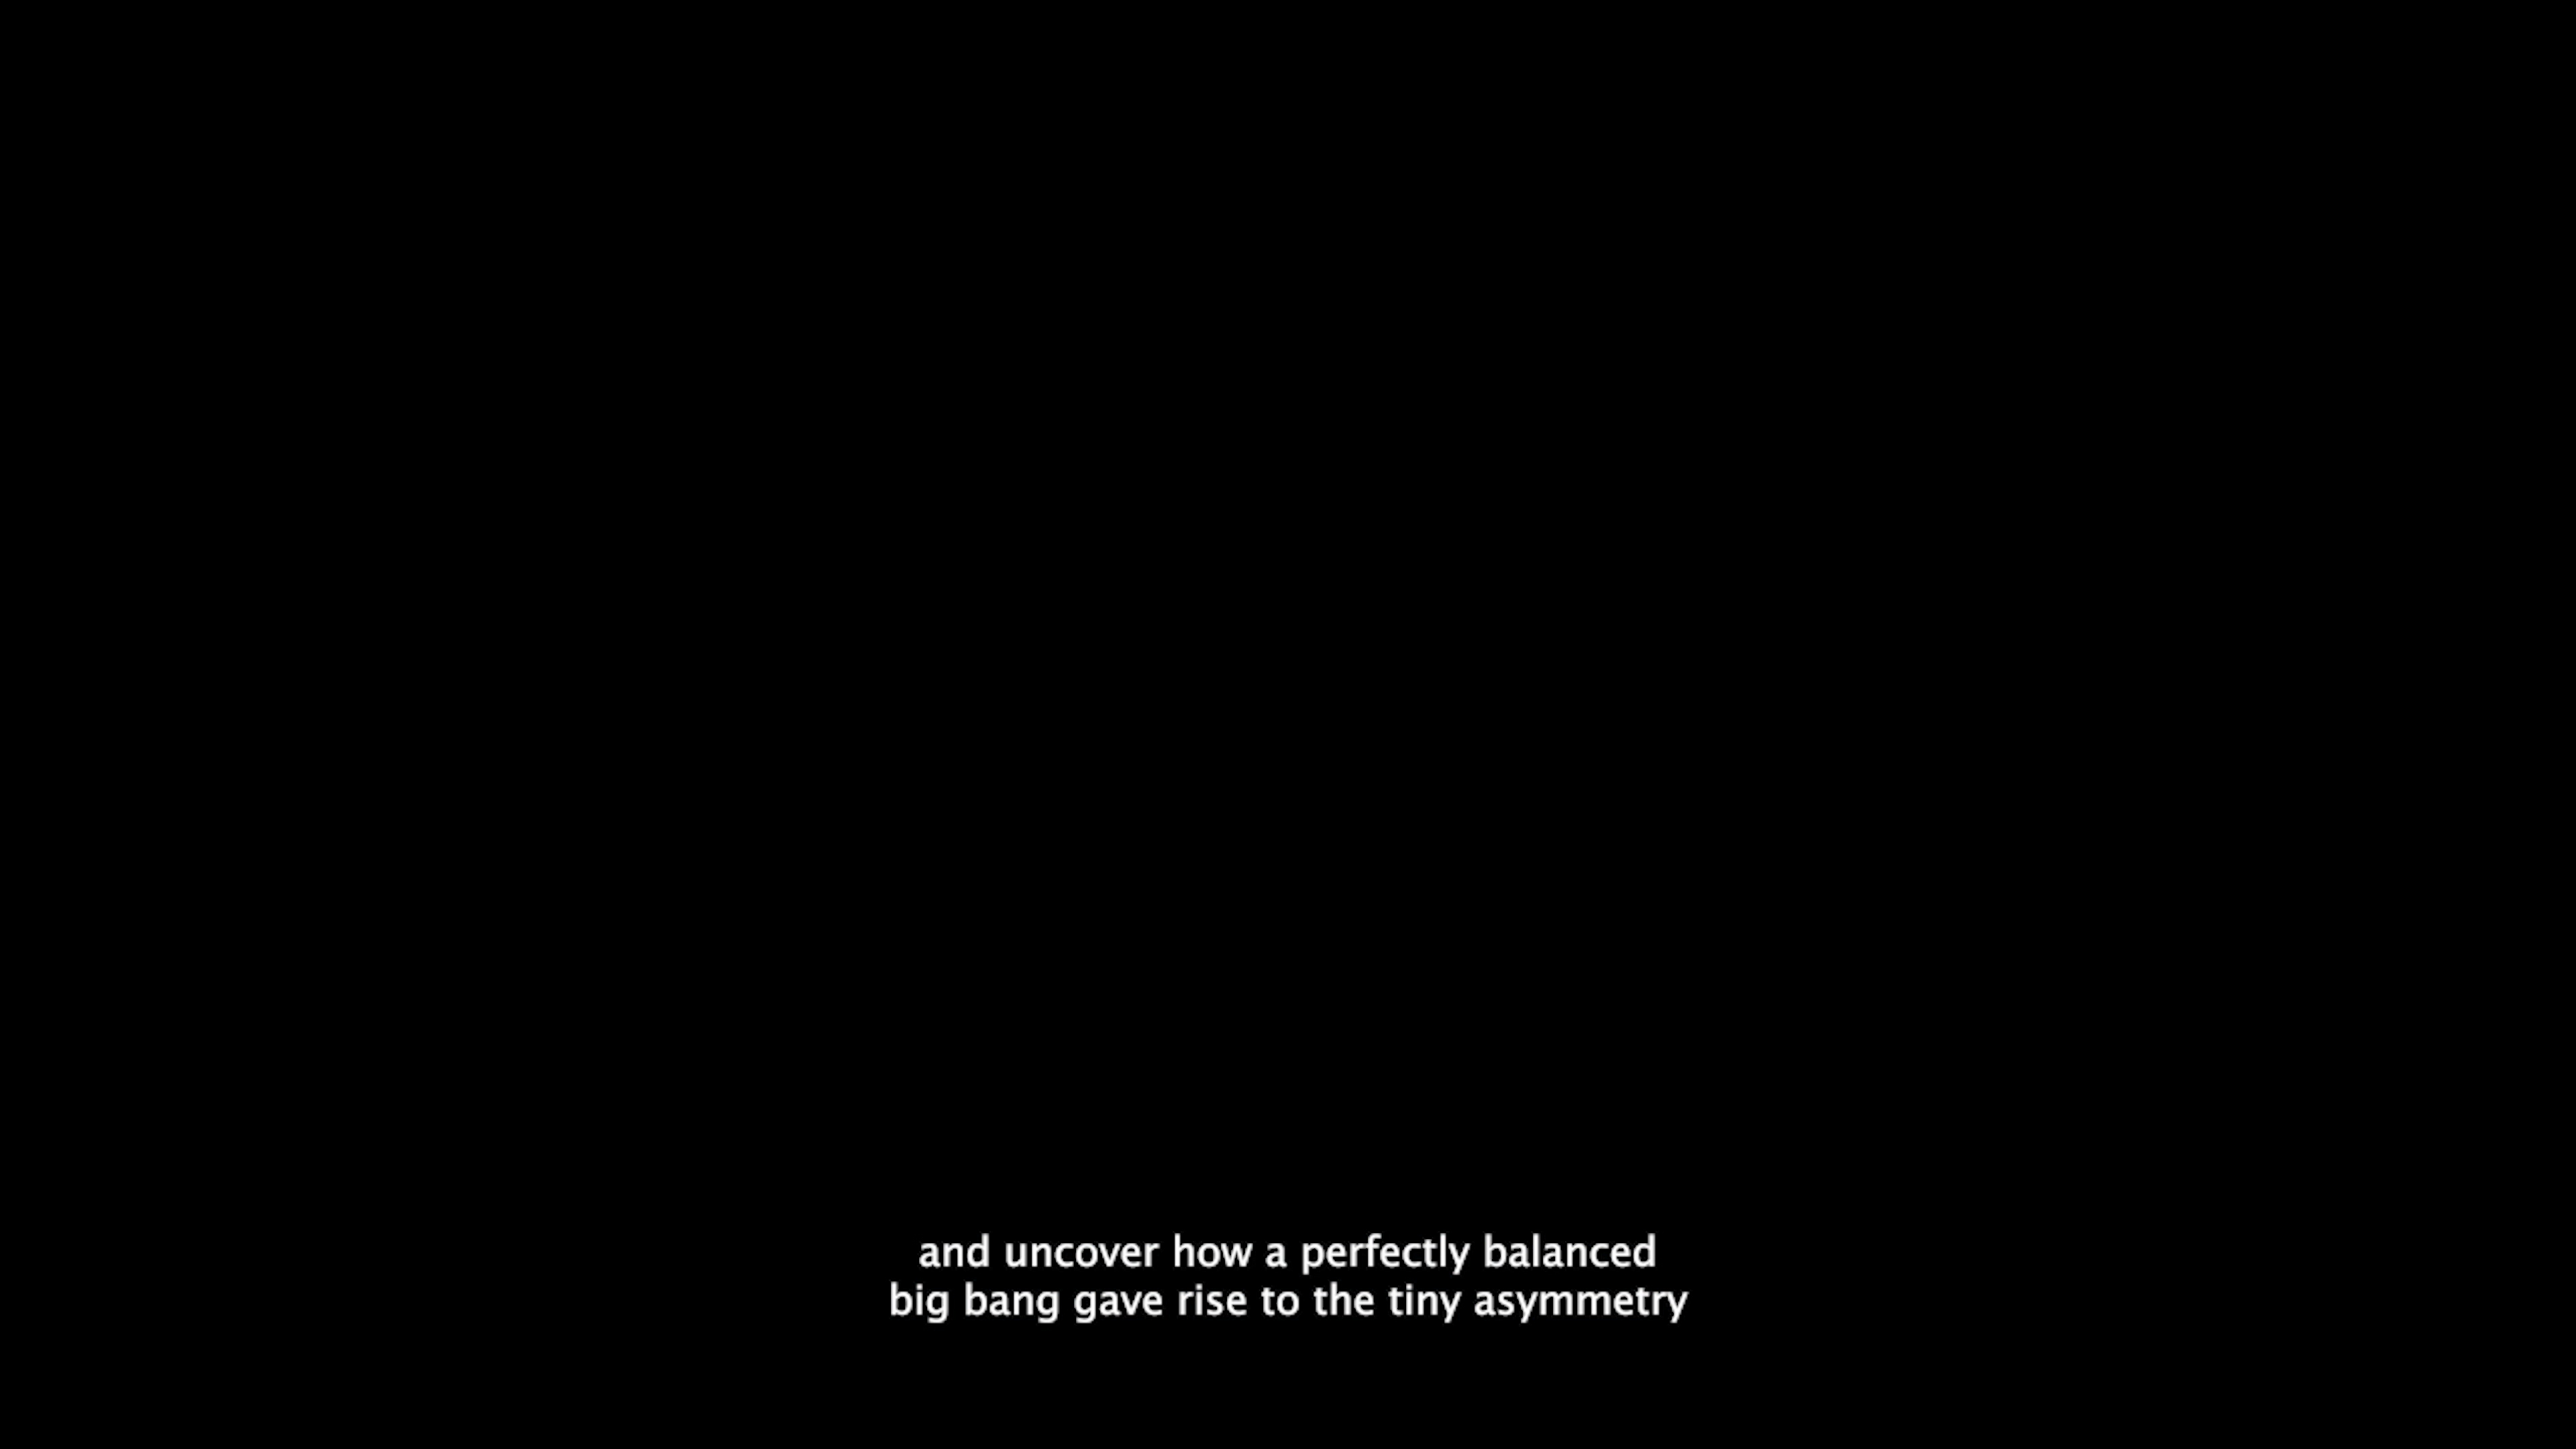 and uncover how a perfectly balanced
big bang gave rise to the tiny asymmetry